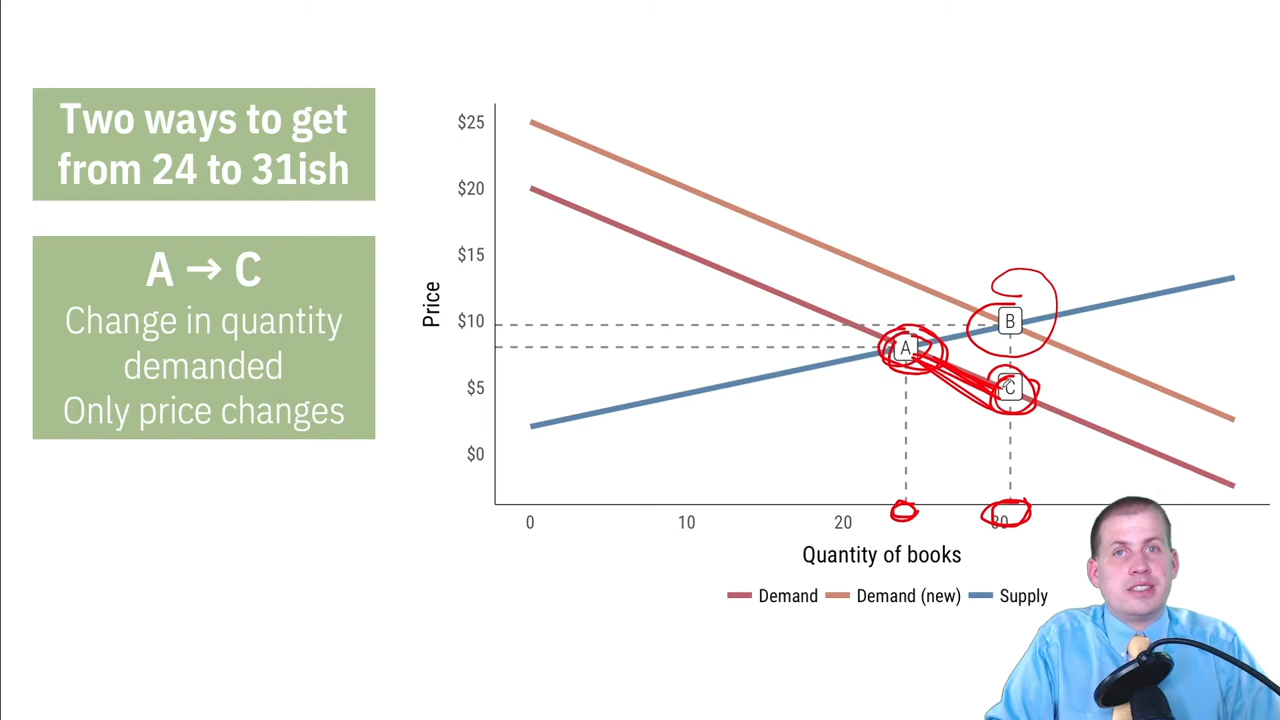 Two ways to get
from 24 to 31ish
A → C
Change in quantity
demanded
Only price changes
Price
$25
$20
$15
$10
$5
$0
A
B
C
0 10 20 30
Quantity of books
Demand Demand (new) Supply